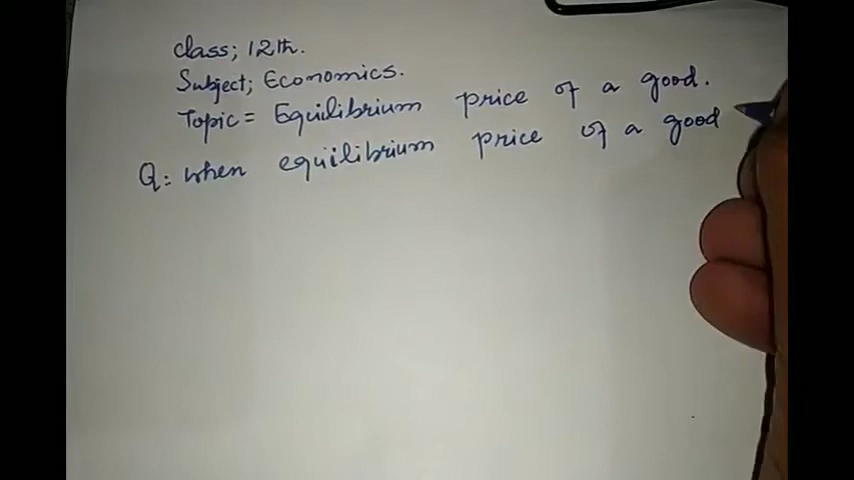 class; 12th.
Subject; Economics.
Topic = Equilibrium price of a good.
Q: when equilibrium price of a good